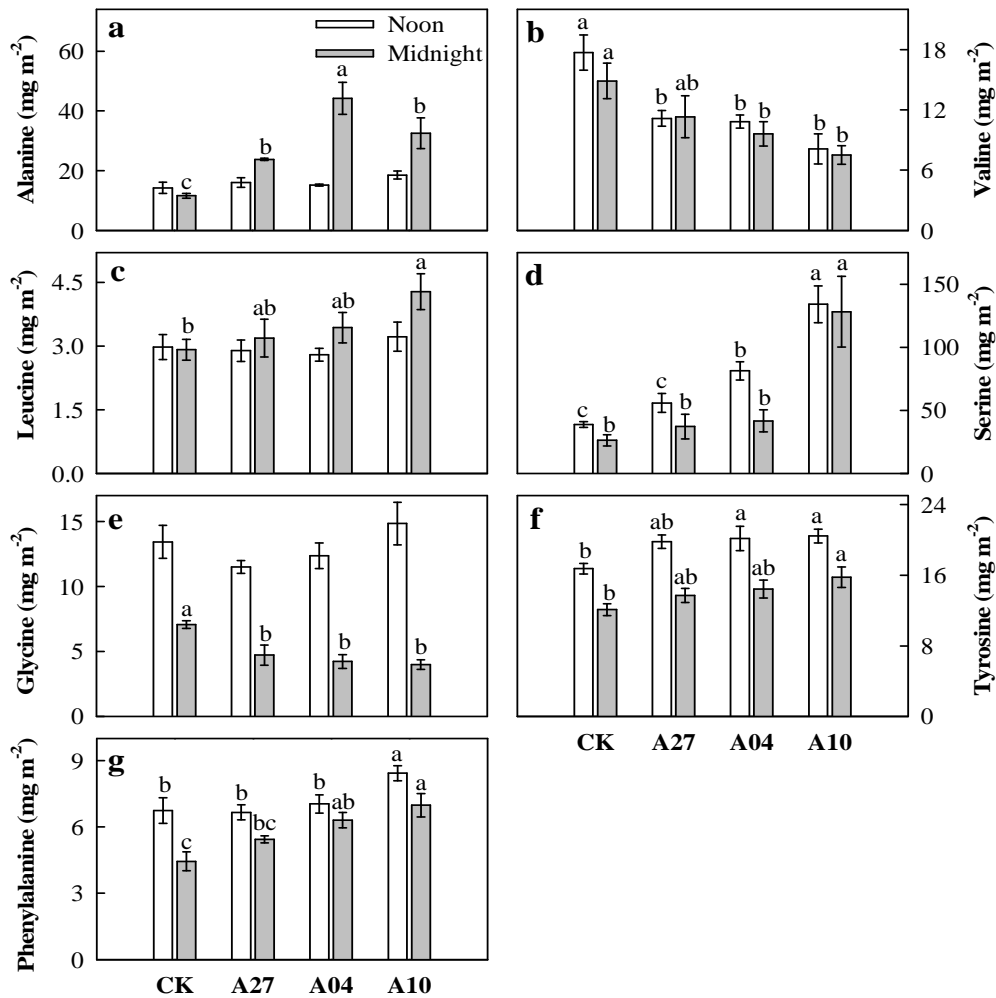 a
Noon
Midnight
Alanine (mg m-2)
60
40
20
0
c
b
a
b
b
Valine (mg m-2)
18
12
6
0
a
a
b
ab
b
b
b
b
c
Leucine (mg m-2)
4.5
3.0
1.5
0.0
b
ab
ab
a
d
Serine (mg m-2)
150
100
50
0
c
b
c
b
b
b
a
a
e
Glycine (mg m-2)
15
10
5
0
a
b
b
b
f
Tyrosine (mg m-2)
24
16
8
0
b
b
ab
ab
a
ab
a
a
CK A27 A04 A10
g
Phenylalanine (mg m-2)
9
6
3
0
b
c
b
bc
b
ab
a
a
CK A27 A04 A10